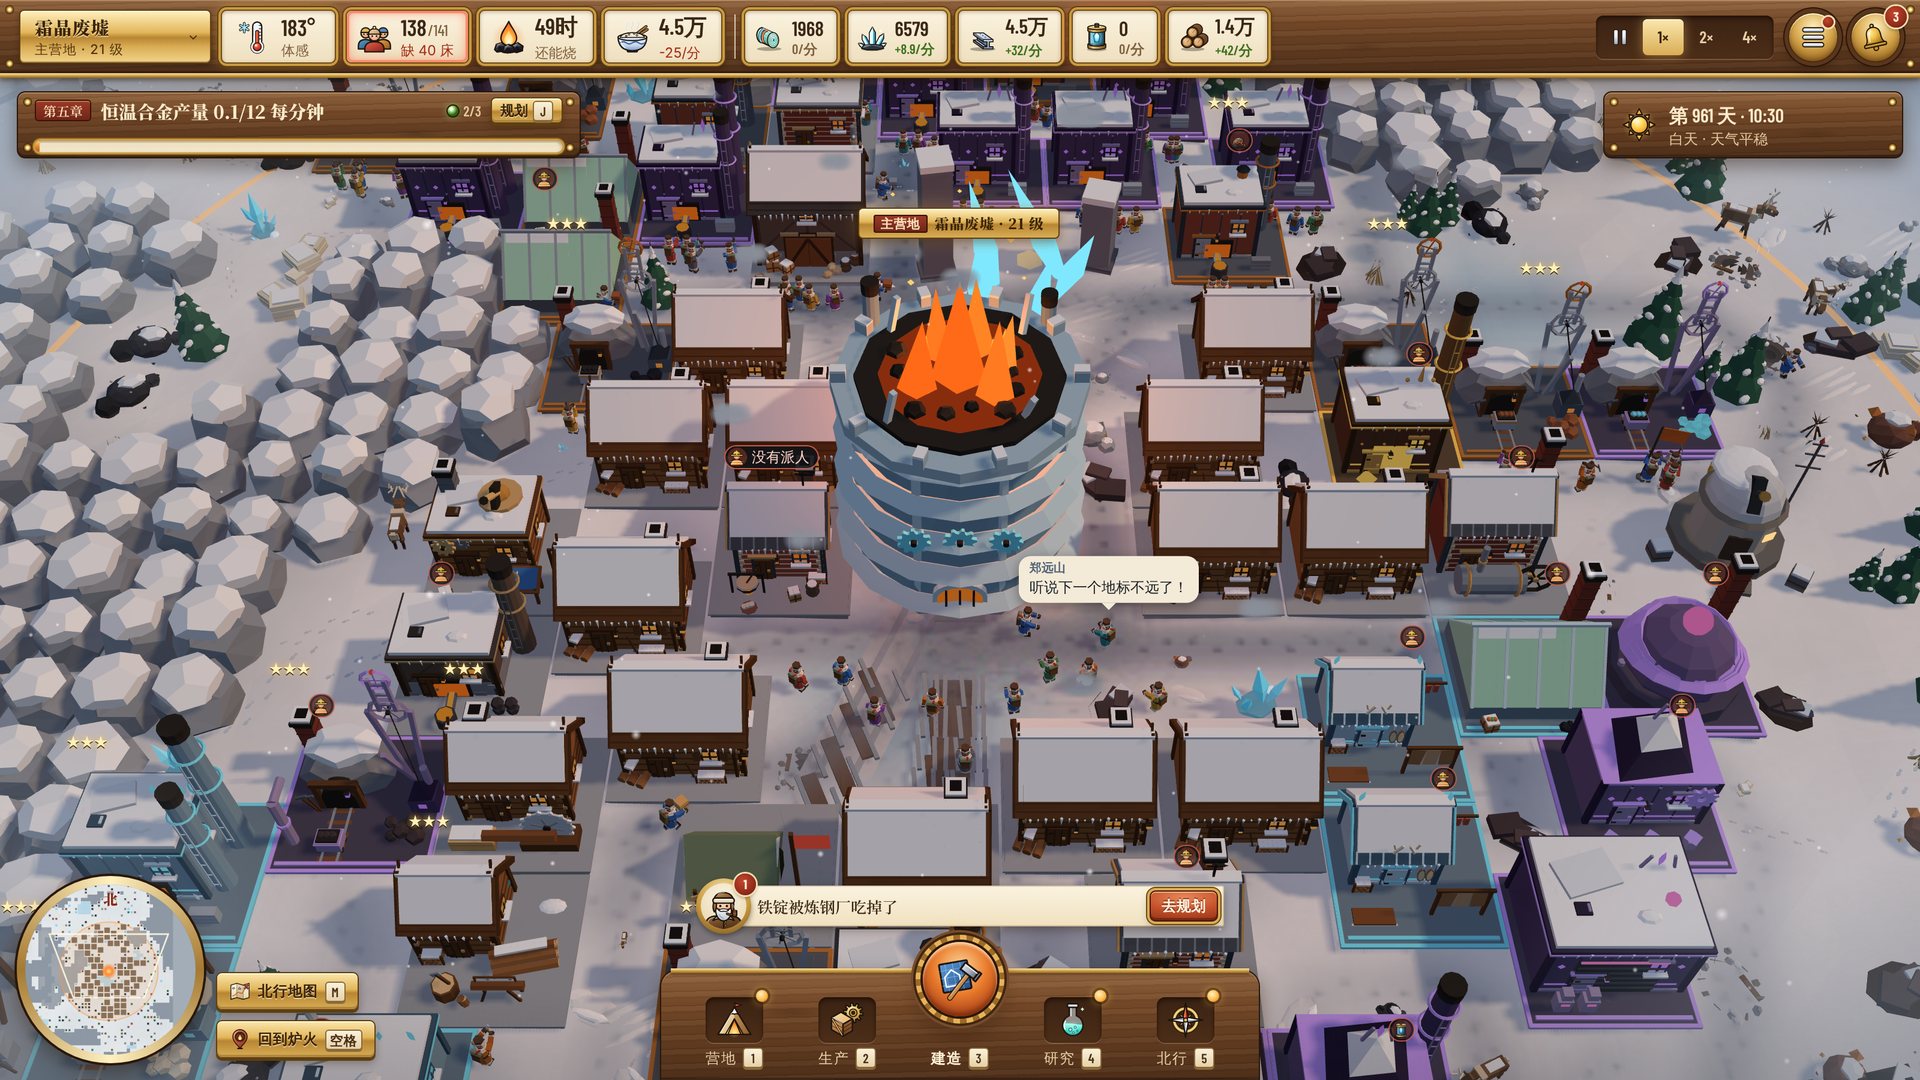 霜晶废墟
主营地 · 21 级
183°
体感
138/141
缺 40 床
49时
还能烧
4.5万
-25/分
1968
0/分
6579
+8.9/分
4.5万
+32/分
0
0/分
1.4万
+42/分
1×
2×
4×
3
第五章 恒温合金产量 0.1/12 每分钟
2/3
规划 J
第 961 天 · 10:30
白天 · 天气平稳
主营地 霜晶废墟 · 21 级
没有派人
郑远山
听说下一个地标不远了！
北
1
铁锭被炼钢厂吃掉了
去规划
北行地图 M
回到炉火 空格
营地 1
生产 2
建造 3
研究 4
北行 5